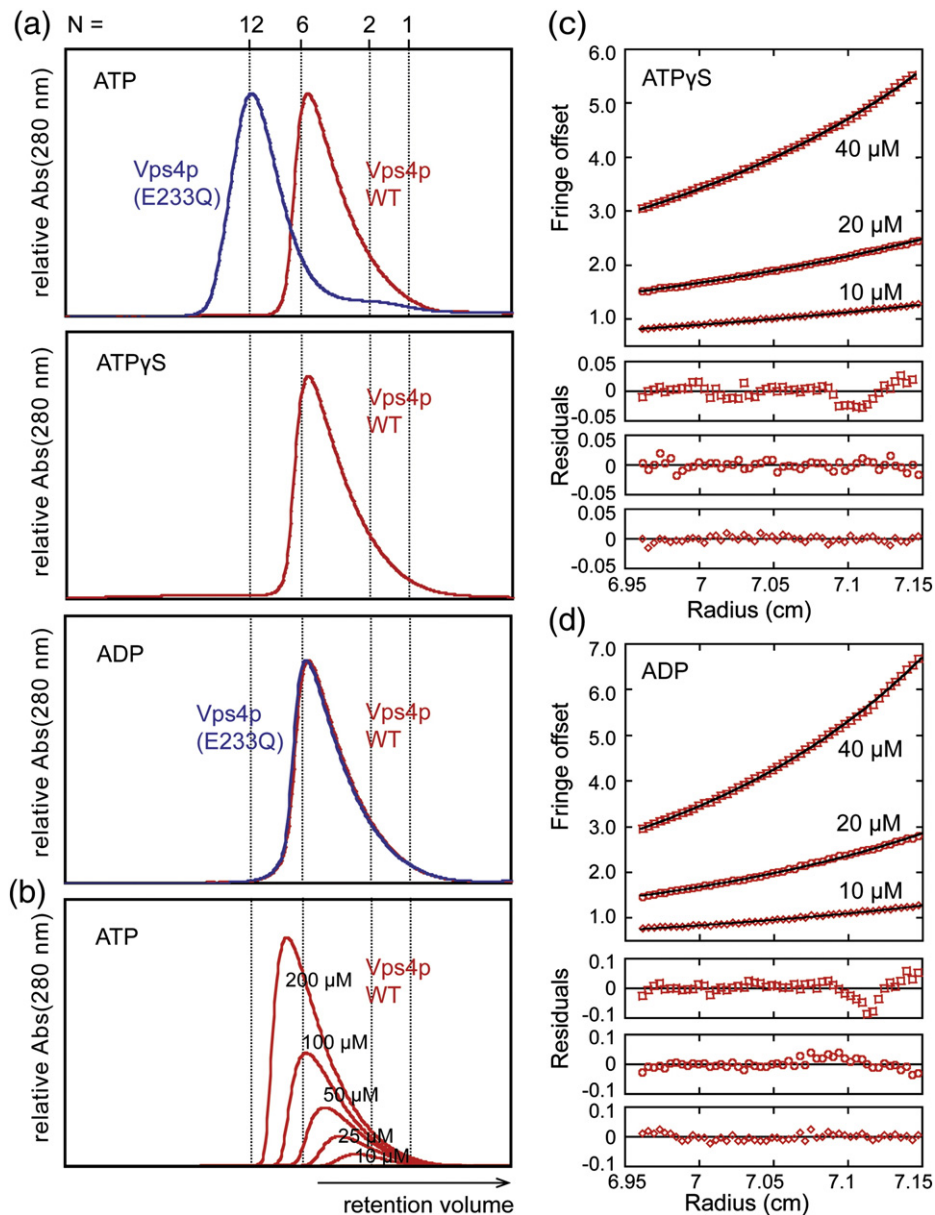 (a)
N = 12 6 2 1
ATP
Vps4p
(E233Q)
Vps4p
WT
relative Abs(280 nm)
ATPγS
Vps4p
WT
relative Abs(280 nm)
ADP
Vps4p
(E233Q)
Vps4p
WT
relative Abs(280 nm)
(b)
ATP
Vps4p
WT
200 µM
100 µM
50 µM
25 µM
10 µM
relative Abs(280 nm)
retention volume
(c)
6.0
ATPγS
5.0
4.0
3.0
2.0
1.0
Fringe offset
40 µM
20 µM
10 µM
0.05
0
-0.05
0.05
0
-0.05
0.05
0
-0.05
Residuals
6.95 7 7.05 7.1 7.15
Radius (cm)
(d)
7.0
ADP
6.0
5.0
4.0
3.0
2.0
1.0
Fringe offset
40 µM
20 µM
10 µM
0.1
0
-0.1
0.1
0
-0.1
0.1
0
-0.1
Residuals
6.95 7 7.05 7.1 7.15
Radius (cm)